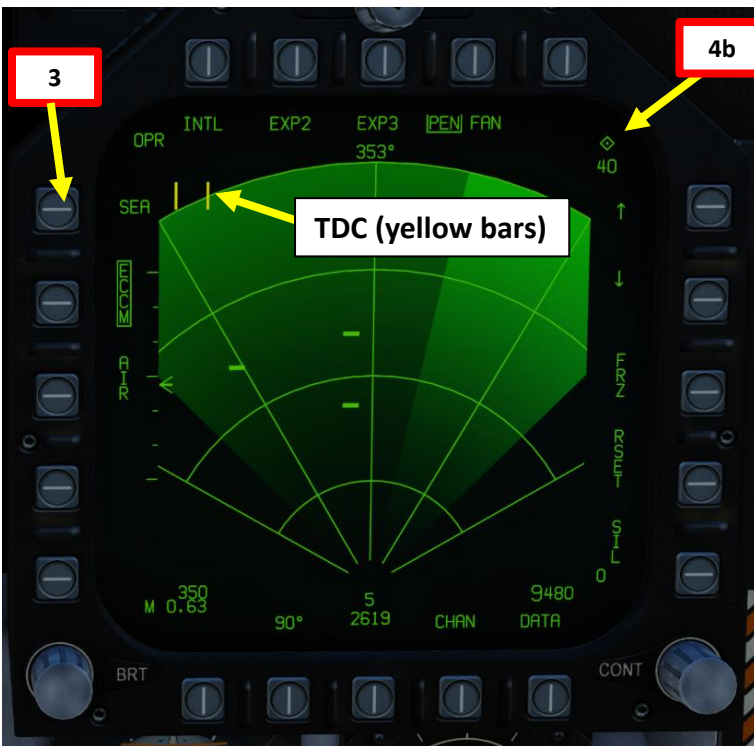 3
4b
INTL EXP2 EXP3 PEN FAN
OPR
353°
40
SEA
TDC (yellow bars)
ECCM
AIR
FRZ
RSET
SIL
0
350
M 0.63
5
9480
90°
2619
CHAN
DATA
BRT
CONT